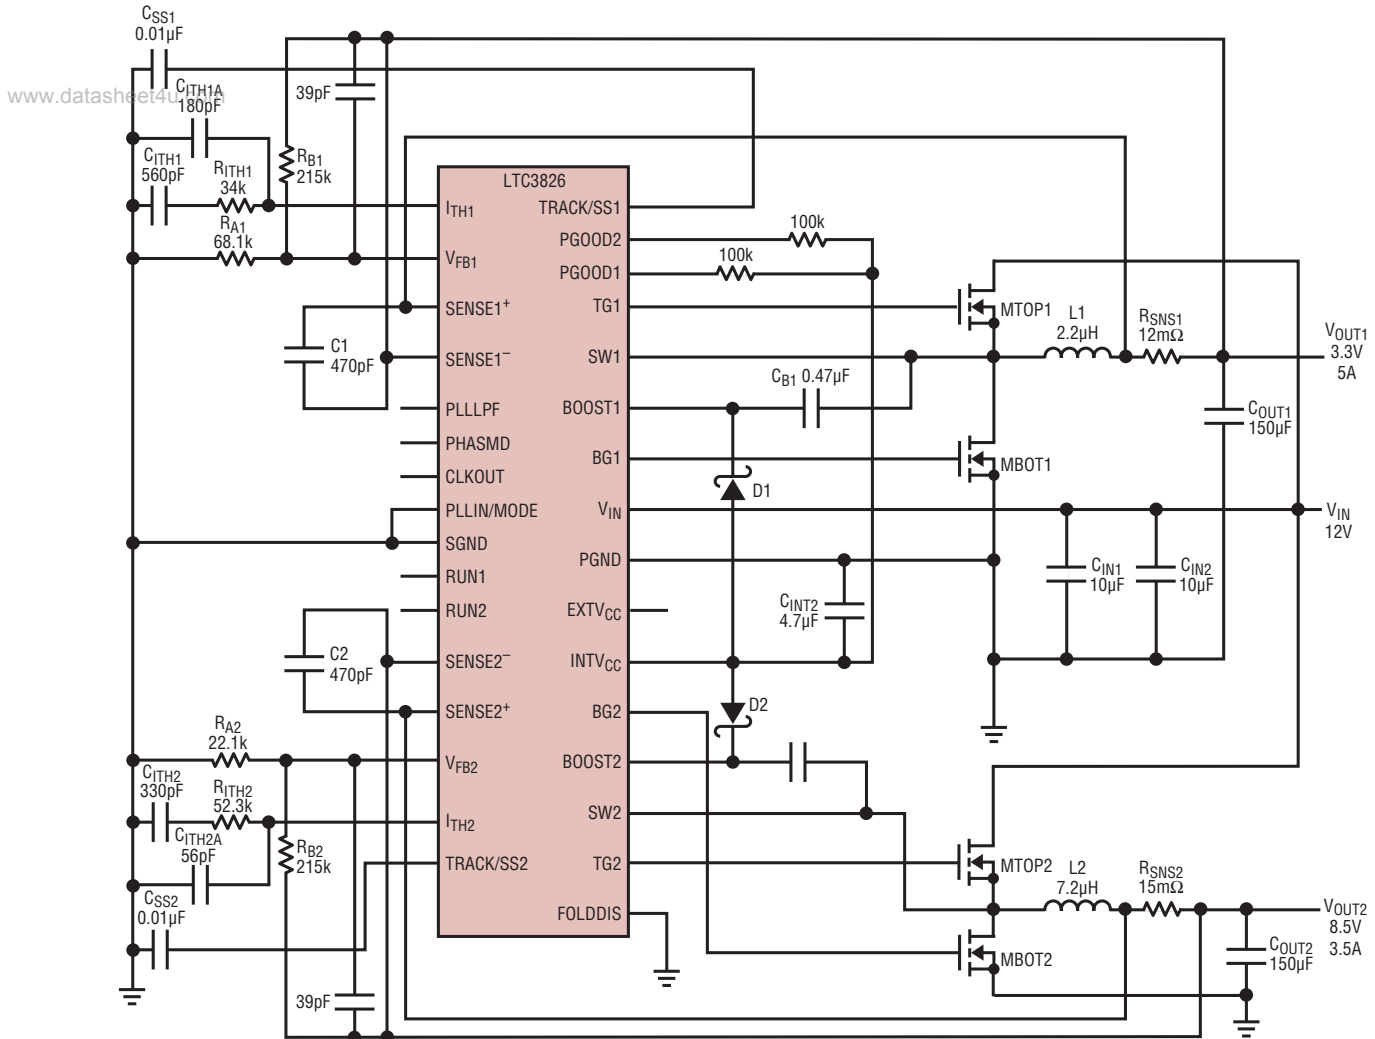 CSS1
0.01µF
www.datasheet4u.com
CITH1A
180pF
39pF
CITH1
560pF
RITH1
34k
RB1
215k
RA1
68.1k
LTC3826
ITH1
TRACK/SS1
PGOOD2
100k
VFB1
PGOOD1
100k
SENSE1+
TG1
MTOP1
L1
2.2µH
RSNS1
12mΩ
VOUT1
3.3V
5A
C1
470pF
SENSE1–
SW1
CB1 0.47µF
PLLLPF
BOOST1
COUT1
150µF
PHASMD
BG1
MBOT1
CLKOUT
D1
PLLIN/MODE
VIN
VIN
12V
SGND
PGND
CIN1
10µF
CIN2
10µF
RUN1
CINT2
4.7µF
RUN2
EXTVCC
C2
470pF
SENSE2–
INTVCC
SENSE2+
BG2
D2
RA2
22.1k
VFB2
BOOST2
CITH2
330pF
RITH2
52.3k
ITH2
SW2
CITH2A
56pF
RB2
215k
TRACK/SS2
TG2
MTOP2
L2
7.2µH
RSNS2
15mΩ
CSS2
0.01µF
FOLDDIS
VOUT2
8.5V
3.5A
MBOT2
COUT2
150µF
39pF